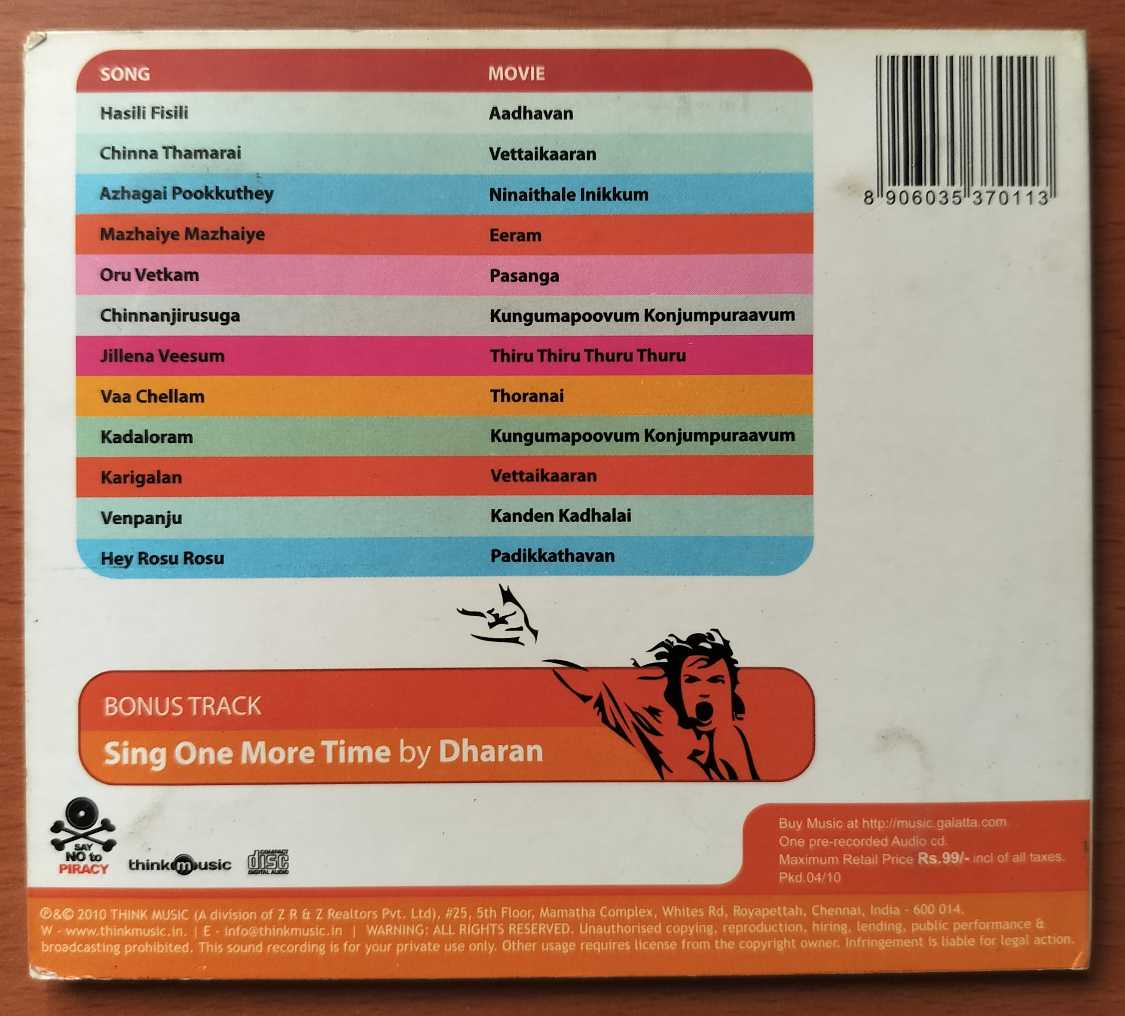 SONG MOVIE
Hasili Fisili Aadhavan
Chinna Thamarai Vettaikaaran
Azhagai Pookkuthey Ninaithale Inikkum
Mazhaiye Mazhaiye Eeram
Oru Vetkam Pasanga
Chinnanjirusuga Kungumapoovum Konjumpuraavum
Jillena Veesum Thiru Thiru Thuru Thuru
Vaa Chellam Thoranai
Kadaloram Kungumapoovum Konjumpuraavum
Karigalan Vettaikaaran
Venpanju Kanden Kadhalai
Hey Rosu Rosu Padikkathavan
8 906035 370113
BONUS TRACK
Sing One More Time by Dharan
SAY
NO to
PIRACY
thinkmusic
COMPACT
disc
DIGITAL AUDIO
Buy Music at http://music.galatta.com
One pre-recorded Audio cd.
Maximum Retail Price Rs.99/- incl of all taxes.
Pkd.04/10
℗&© 2010 THINK MUSIC (A division of Z R & Z Realtors Pvt. Ltd), #25, 5th Floor, Mamatha Complex, Whites Rd, Royapettah, Chennai, India - 600 014.
W - www.thinkmusic.in. | E - info@thinkmusic.in | WARNING: ALL RIGHTS RESERVED. Unauthorised copying, reproduction, hiring, lending, public performance &
broadcasting prohibited. This sound recording is for your private use only. Other usage requires license from the copyright owner. Infringement is liable for legal action.